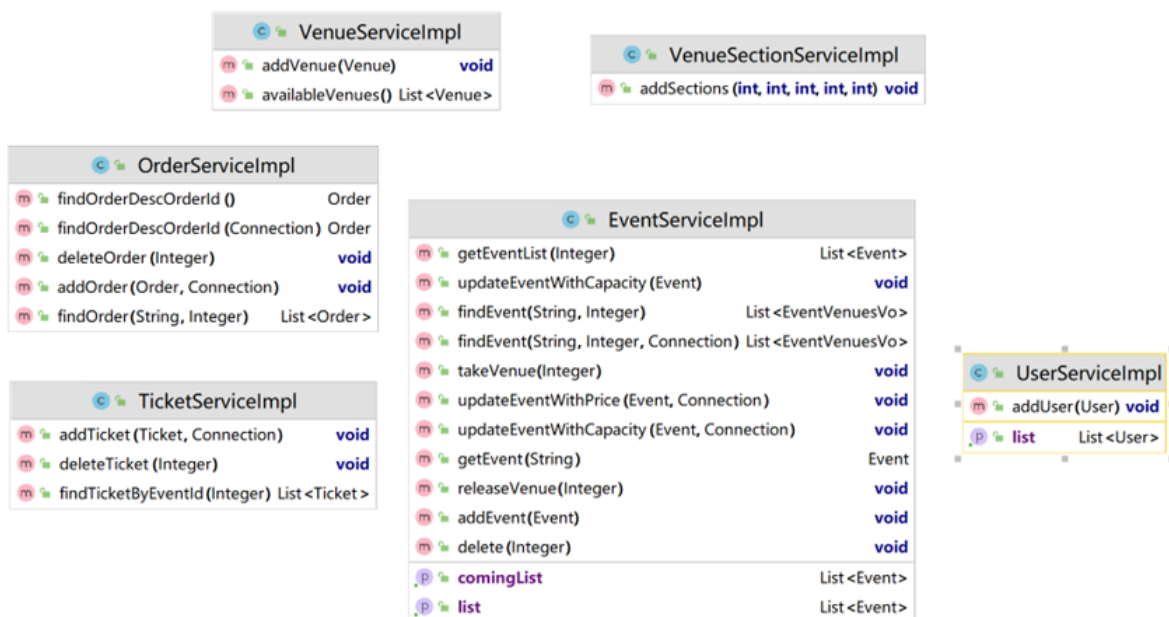 VenueServiceImpl
addVenue(Venue) void
availableVenues() List<Venue>
VenueSectionServiceImpl
addSections(int, int, int, int, int) void
OrderServiceImpl
findOrderDescOrderId() Order
findOrderDescOrderId(Connection) Order
deleteOrder(Integer) void
addOrder(Order, Connection) void
findOrder(String, Integer) List<Order>
TicketServiceImpl
addTicket(Ticket, Connection) void
deleteTicket(Integer) void
findTicketByEventId(Integer) List<Ticket>
EventServiceImpl
getEventList(Integer) List<Event>
updateEventWithCapacity(Event) void
findEvent(String, Integer) List<EventVenuesVo>
findEvent(String, Integer, Connection) List<EventVenuesVo>
takeVenue(Integer) void
updateEventWithPrice(Event, Connection) void
updateEventWithCapacity(Event, Connection) void
getEvent(String) Event
releaseVenue(Integer) void
addEvent(Event) void
delete(Integer) void
comingList List<Event>
list List<Event>
UserServiceImpl
addUser(User) void
list List<User>